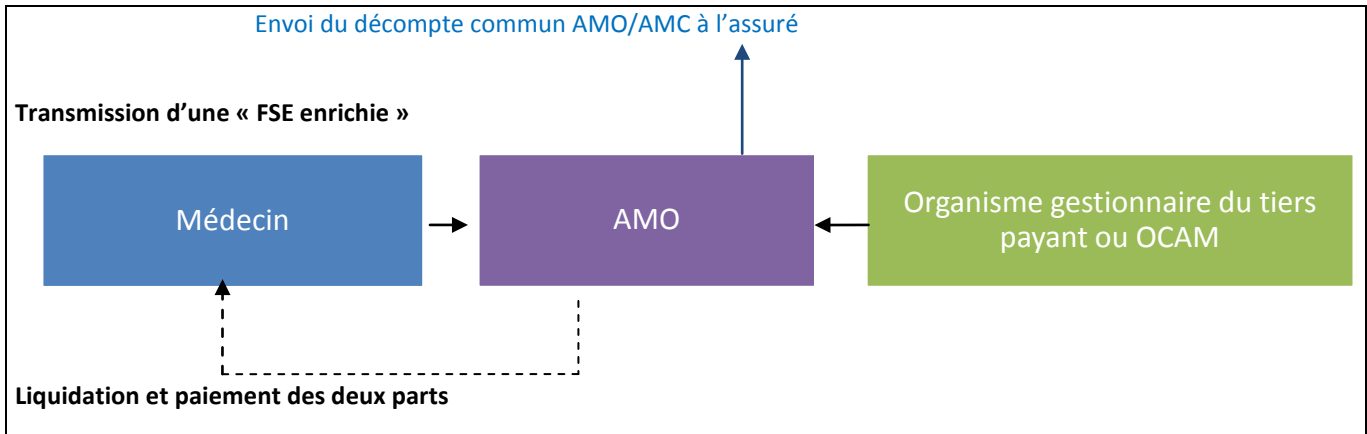 Envoi du décompte commun AMO/AMC à l’assuré
Transmission d’une « FSE enrichie »
Médecin
AMO
Organisme gestionnaire du tiers
payant ou OCAM
Liquidation et paiement des deux parts